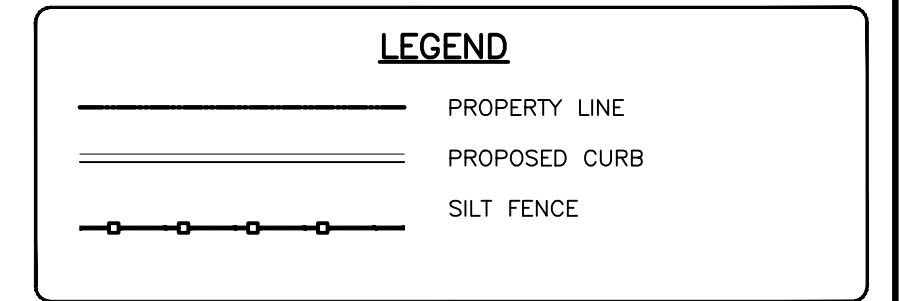 LEGEND
PROPERTY LINE
PROPOSED CURB
SILT FENCE